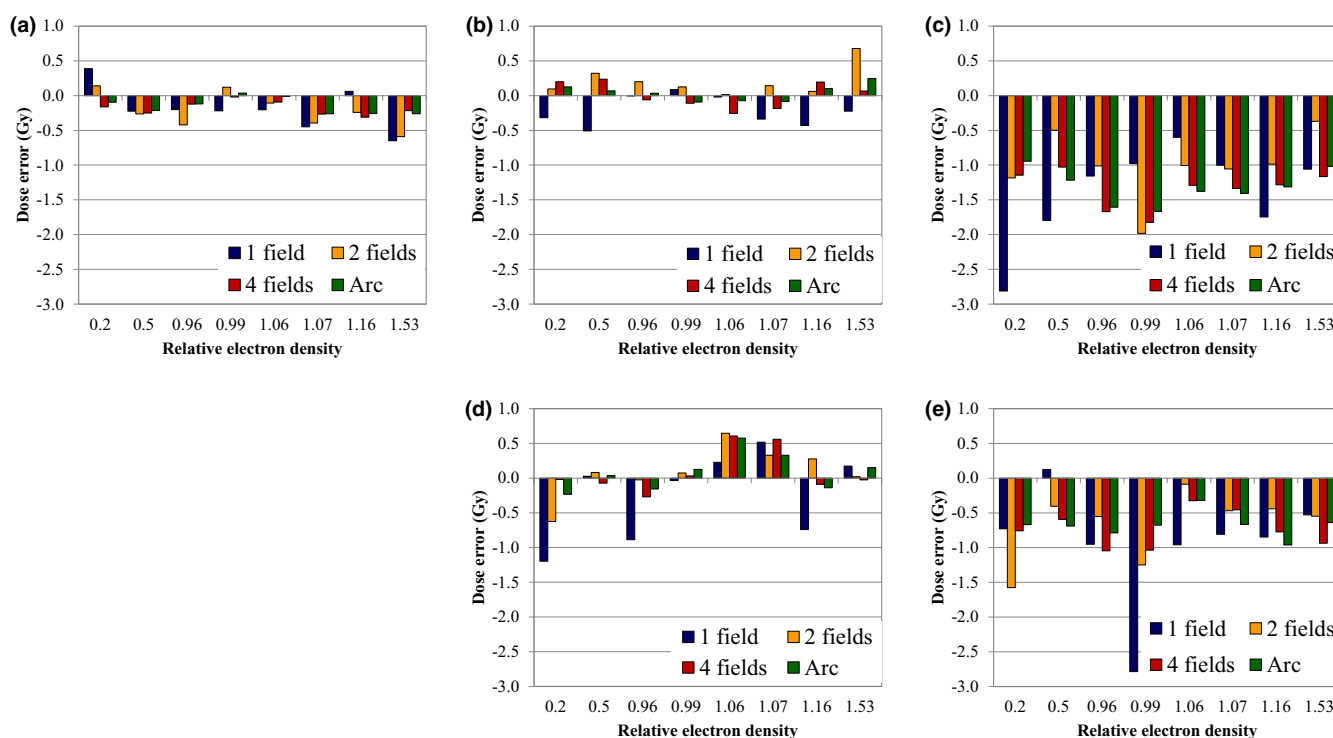 (a)
1.0
0.5
0.0
-0.5
-1.0
-1.5
-2.0
-2.5
-3.0
Dose error (Gy)
1 field 2 fields
4 fields Arc
0.2 0.5 0.96 0.99 1.06 1.07 1.16 1.53
Relative electron density
(b)
1.0
0.5
0.0
-0.5
-1.0
-1.5
-2.0
-2.5
-3.0
Dose error (Gy)
1 field 2 fields
4 fields Arc
0.2 0.5 0.96 0.99 1.06 1.07 1.16 1.53
Relative electron density
(c)
1.0
0.5
0.0
-0.5
-1.0
-1.5
-2.0
-2.5
-3.0
Dose error (Gy)
1 field 2 fields
4 fields Arc
0.2 0.5 0.96 0.99 1.06 1.07 1.16 1.53
Relative electron density
(d)
1.0
0.5
0.0
-0.5
-1.0
-1.5
-2.0
-2.5
-3.0
Dose error (Gy)
1 field 2 fields
4 fields Arc
0.2 0.5 0.96 0.99 1.06 1.07 1.16 1.53
Relative electron density
(e)
1.0
0.5
0.0
-0.5
-1.0
-1.5
-2.0
-2.5
-3.0
Dose error (Gy)
1 field 2 fields
4 fields Arc
0.2 0.5 0.96 0.99 1.06 1.07 1.16 1.53
Relative electron density